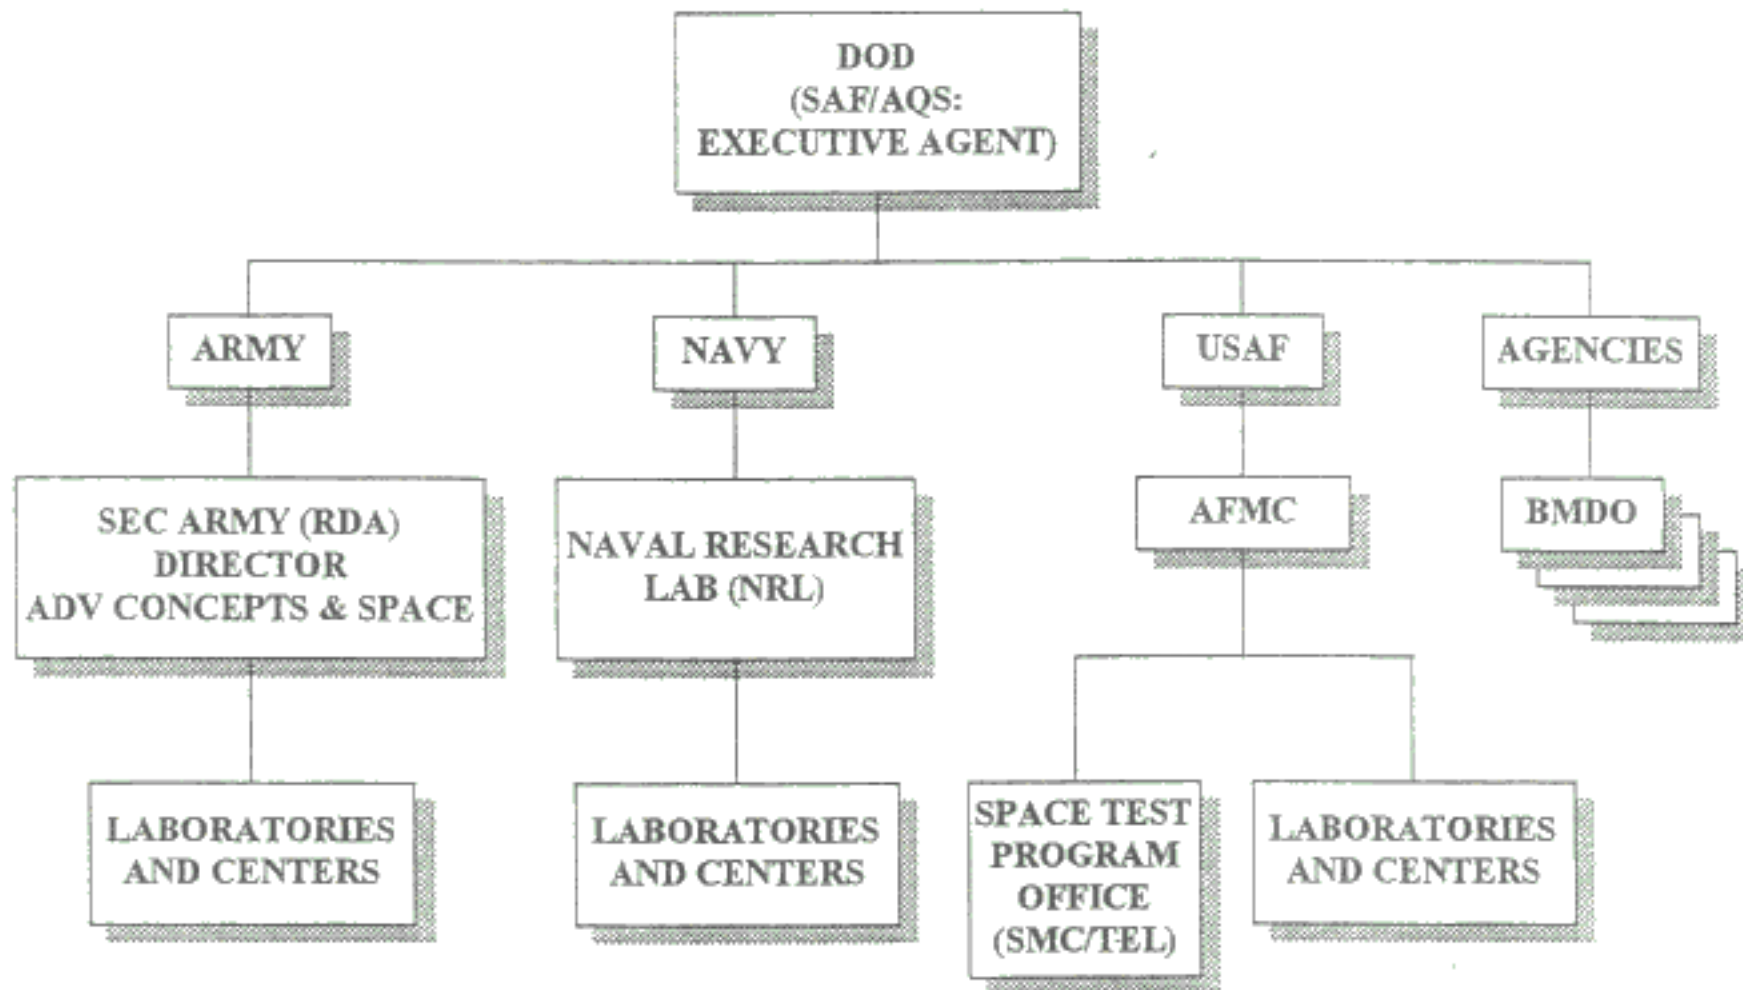 DOD
(SAF/AQS:
EXECUTIVE AGENT)
ARMY
NAVY
USAF
AGENCIES
SEC ARMY (RDA)
DIRECTOR
ADV CONCEPTS & SPACE
NAVAL RESEARCH
LAB (NRL)
AFMC
BMDO
LABORATORIES
AND CENTERS
LABORATORIES
AND CENTERS
SPACE TEST
PROGRAM
OFFICE
(SMC/TEL)
LABORATORIES
AND CENTERS